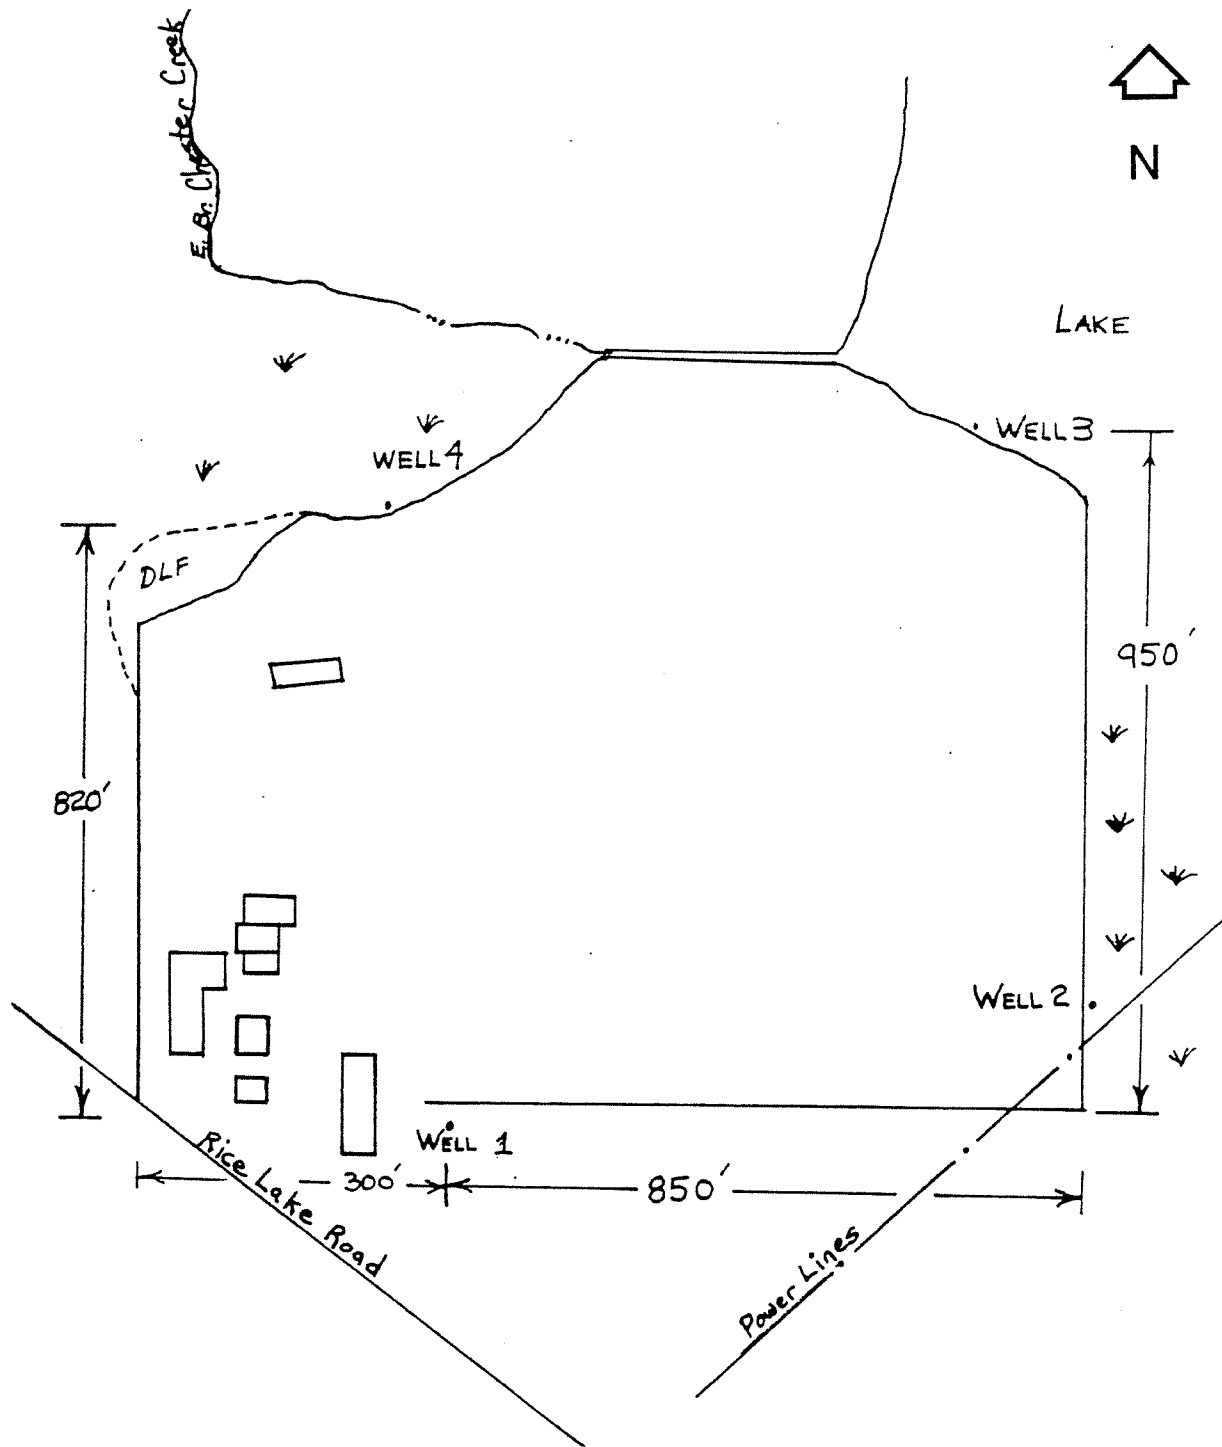 E. Br. Chester Creek
N
LAKE
WELL 3
WELL 4
DLF
950'
820'
WELL 2
WELL 1
Rice Lake Road
300'
850'
Power Lines